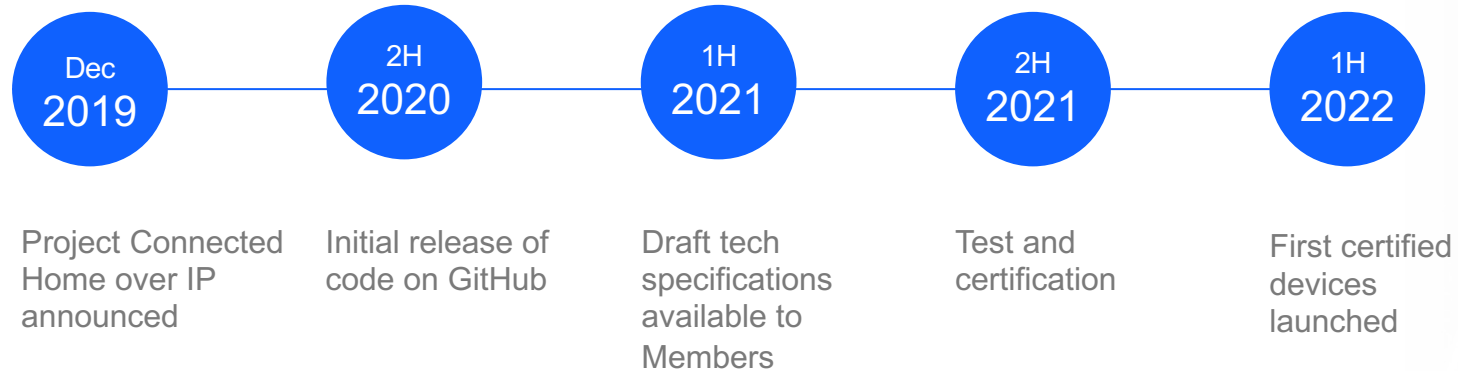 Dec
2019
2H
2020
1H
2021
2H
2021
1H
2022
Project Connected
Home over IP
announced
Initial release of
code on GitHub
Draft tech
specifications
available to
Members
Test and
certification
First certified
devices
launched